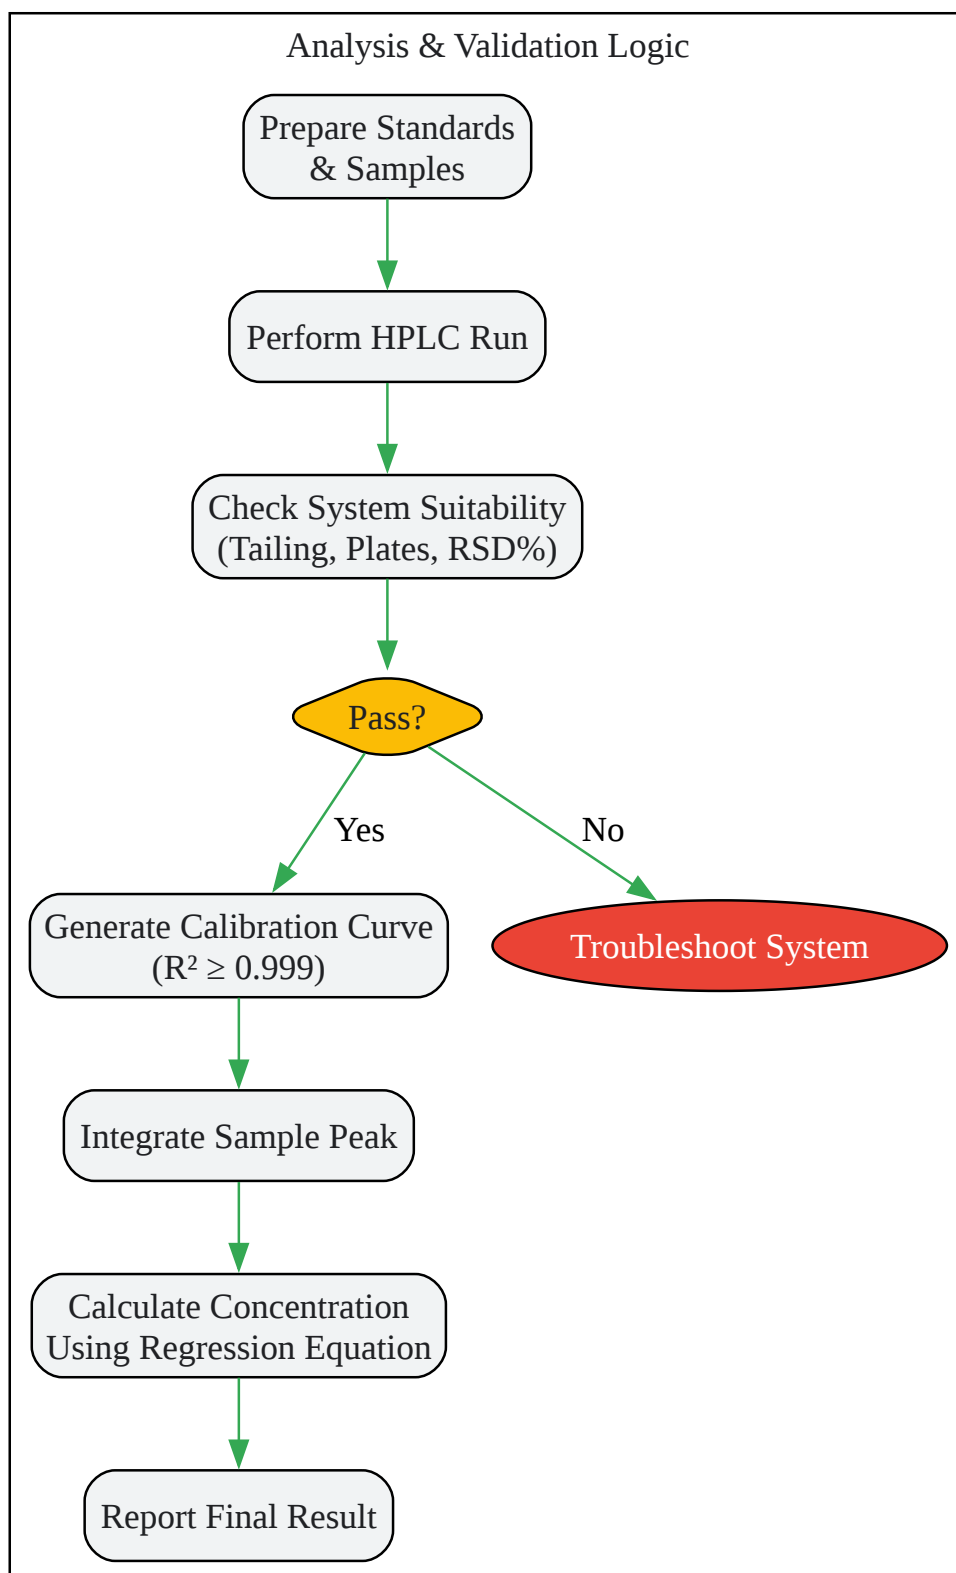 Analysis & Validation Logic
Prepare Standards
& Samples
Perform HPLC Run
Check System Suitability
(Tailing, Plates, RSD%)
Pass?
Yes
No
Generate Calibration Curve
(R² ≥ 0.999)
Troubleshoot System
Integrate Sample Peak
Calculate Concentration
Using Regression Equation
Report Final Result